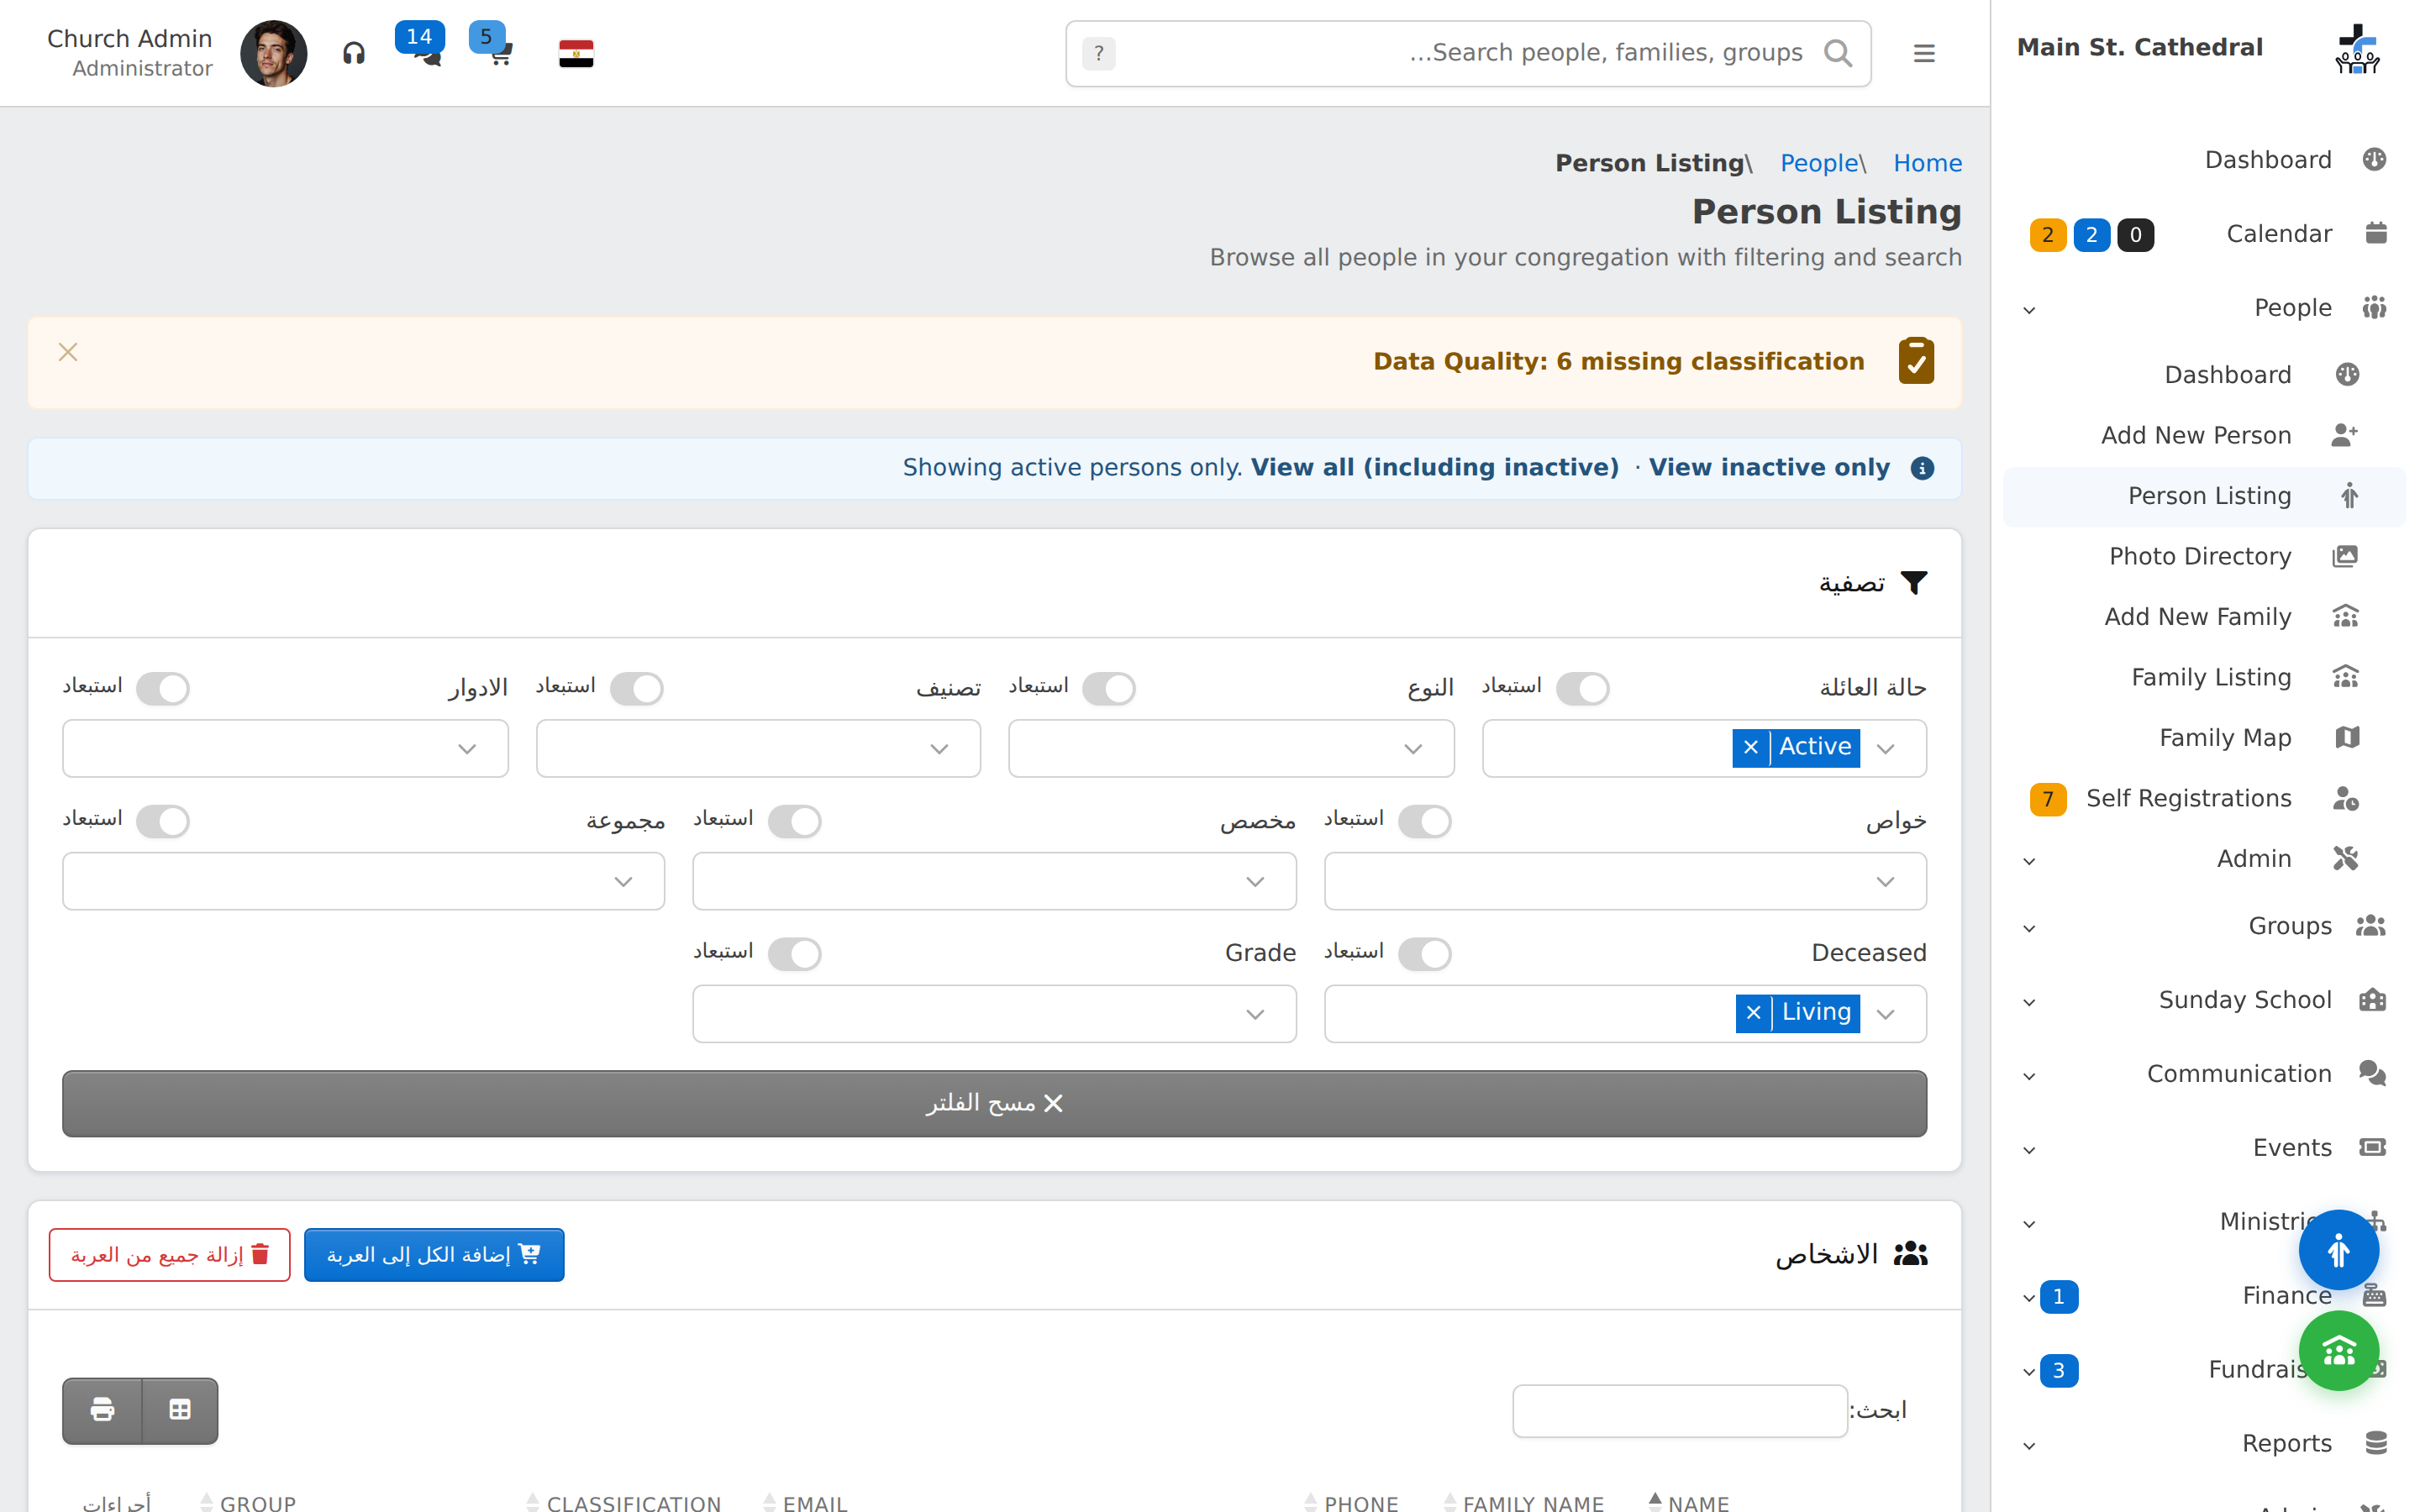 Church Admin
Administrator
14
5
Search people, families, groups...
?
Main St. Cathedral
Dashboard
Calendar
0
2
2
People
Dashboard
Add New Person
Person Listing
Photo Directory
Add New Family
Family Listing
Family Map
Self Registrations
7
Admin
Groups
Sunday School
Communication
Events
Finance
1
3
Reports
Home
People\
Person Listing\
Person Listing
Browse all people in your congregation with filtering and search
Data Quality: 6 missing classification
Showing active persons only. View all (including inactive) · View inactive only
تصفية
حالة العائلة
استبعاد
النوع
استبعاد
تصنيف
استبعاد
الادوار
استبعاد
Active ×
خواص
استبعاد
مخصص
استبعاد
مجموعة
استبعاد
Deceased
استبعاد
Grade
استبعاد
Living ×
مسح الفلتر
الاشخاص
إضافة الكل إلى العربة
إزالة جميع من العربة
ابحث:
NAME
FAMILY NAME
PHONE
EMAIL
CLASSIFICATION
GROUP
أجراءات